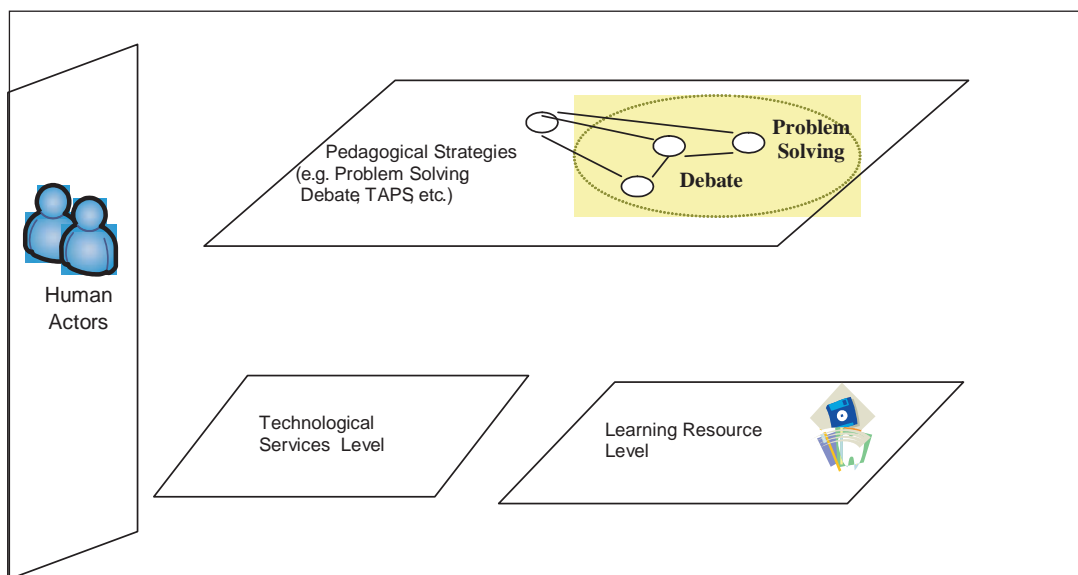 Human
Actors
Pedagogical Strategies
(e.g. Problem Solving
Debate, TAPS, etc.)
Problem
Solving
Debate
Technological
Services Level
Learning Resource
Level